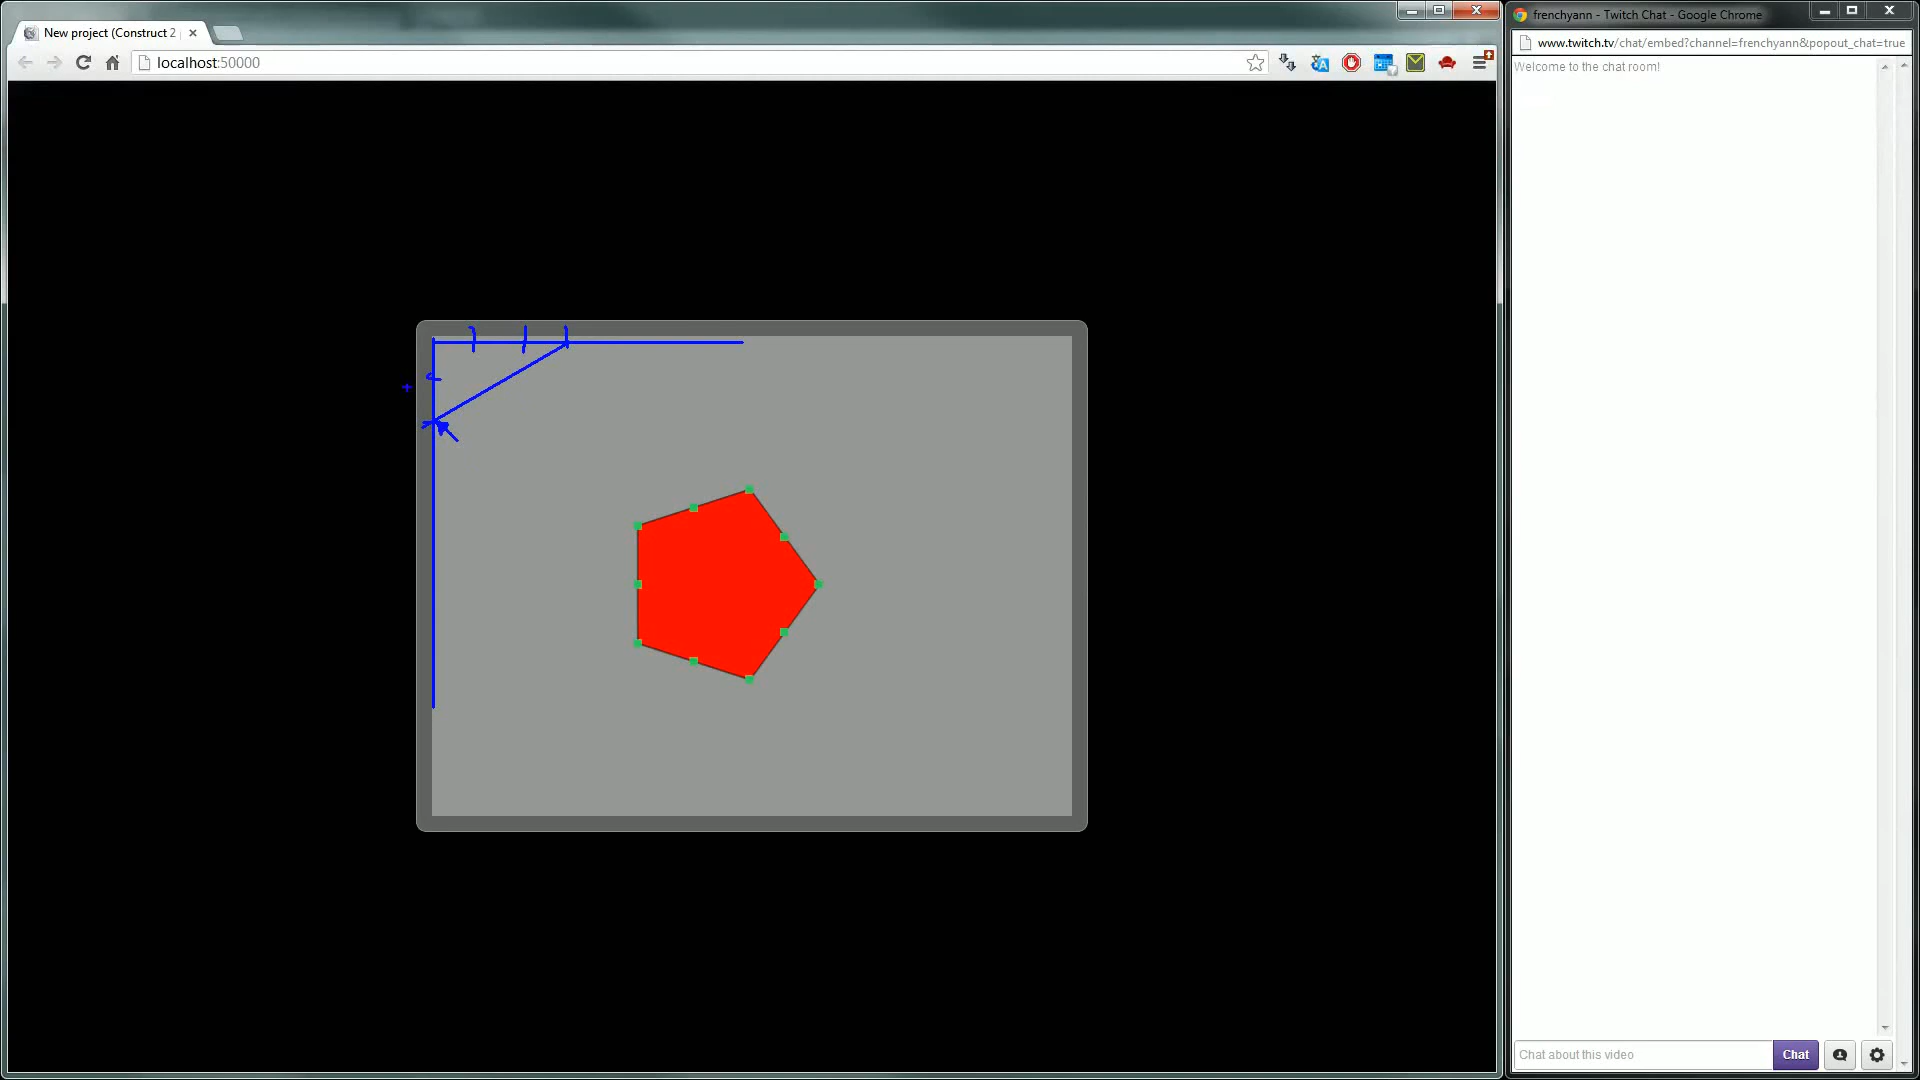 New project (Construct 2
localhost:50000
frenchyann - Twitch Chat - Google Chrome
www.twitch.tv/chat/embed?channel=frenchyann&popout_chat=true
Welcome to the chat room!
Chat about this video
Chat